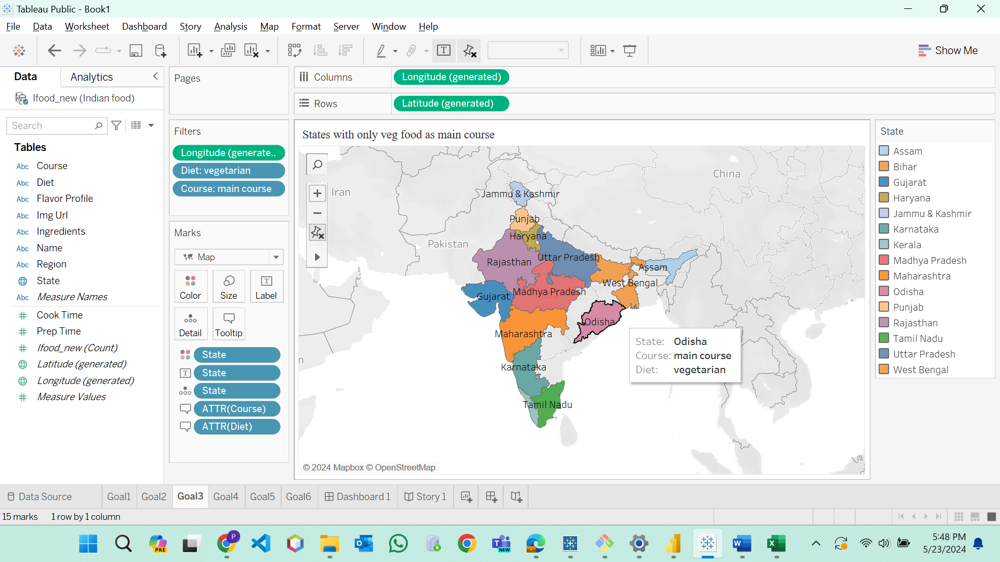 Tableau Public - Book1
File Data Worksheet Dashboard Story Analysis Map Format Server Window Help
Show Me
Data Analytics
Ifood_new (Indian food)
Search
Tables
Abc Course
Abc Diet
Abc Flavor Profile
Abc Img Url
Abc Ingredients
Abc Name
Abc Region
State
Abc Measure Names
Cook Time
Prep Time
Ifood_new (Count)
Latitude (generated)
Longitude (generated)
Measure Values
Pages
Filters
Longitude (generate..
Diet: vegetarian
Course: main course
Marks
Map
Color Size Label
Detail Tooltip
State
State
State
ATTR(Course)
ATTR(Diet)
Columns Longitude (generated)
Rows Latitude (generated)
States with only veg food as main course
China
Iran
Jammu & Kashmir
Punjab
Haryana
Pakistan
Uttar Pradesh
Rajasthan
Assam
West Bengal
Madhya Pradesh
India
Gujarat
Odisha
Maharashtra
Karnataka
Tamil Nadu
n
State: Odisha
Course: main course
Diet: vegetarian
© 2024 Mapbox © OpenStreetMap
State
Assam
Bihar
Gujarat
Haryana
Jammu & Kashmir
Karnataka
Kerala
Madhya Pradesh
Maharashtra
Odisha
Punjab
Rajasthan
Tamil Nadu
Uttar Pradesh
West Bengal
Data Source Goal1 Goal2 Goal3 Goal4 Goal5 Goal6 Dashboard 1 Story 1
15 marks 1 row by 1 column
PRE
P
NEW
5:48 PM
5/23/2024